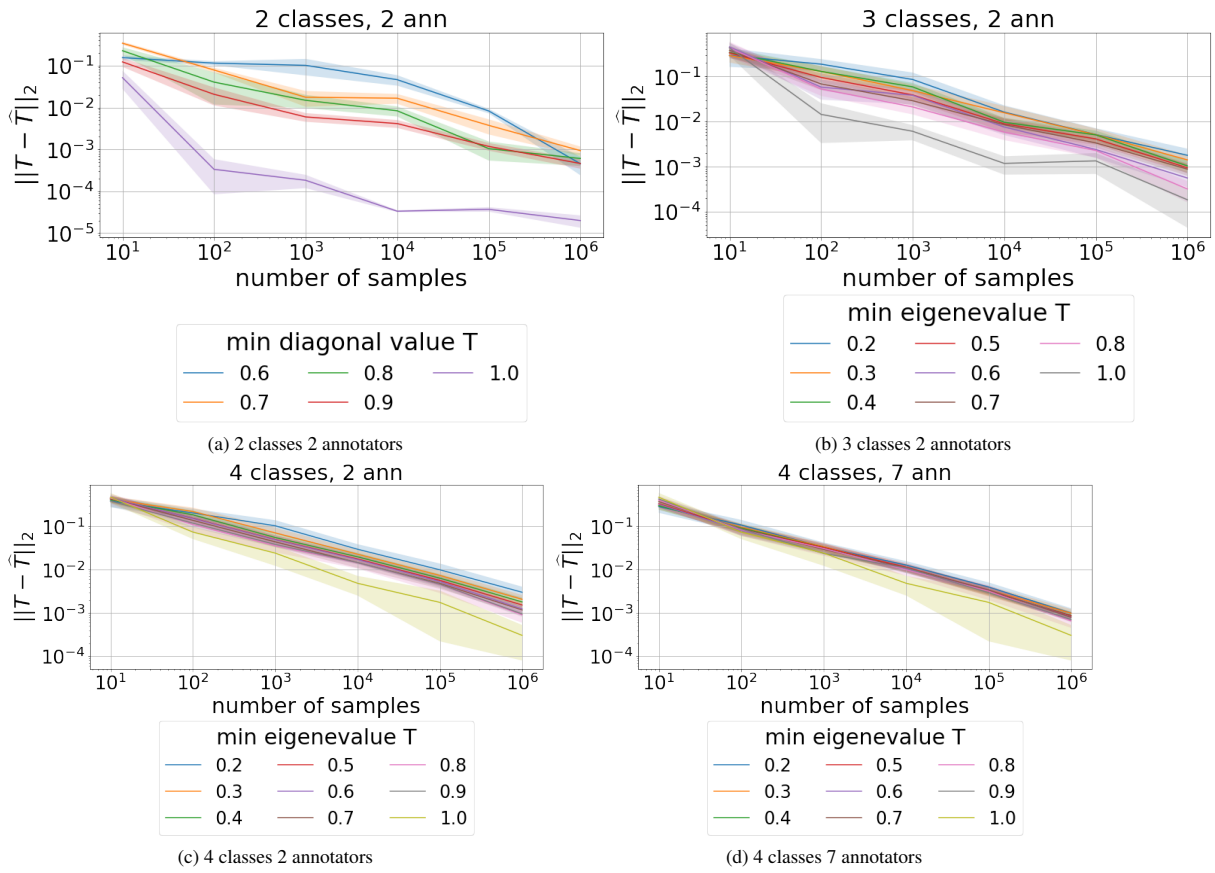 2 classes, 2 ann
||T − T̂||₂
10⁻¹
10⁻²
10⁻³
10⁻⁴
10⁻⁵
10¹ 10² 10³ 10⁴ 10⁵ 10⁶
number of samples
min diagonal value T
0.6 0.8 1.0
0.7 0.9
(a) 2 classes 2 annotators
3 classes, 2 ann
||T − T̂||₂
10⁻¹
10⁻²
10⁻³
10⁻⁴
10¹ 10² 10³ 10⁴ 10⁵ 10⁶
number of samples
min eigenevalue T
0.2 0.5 0.8
0.3 0.6 1.0
0.4 0.7
(b) 3 classes 2 annotators
4 classes, 2 ann
||T − T̂||₂
10⁻¹
10⁻²
10⁻³
10⁻⁴
10¹ 10² 10³ 10⁴ 10⁵ 10⁶
number of samples
min eigenevalue T
0.2 0.5 0.8
0.3 0.6 0.9
0.4 0.7 1.0
(c) 4 classes 2 annotators
4 classes, 7 ann
||T − T̂||₂
10⁻¹
10⁻²
10⁻³
10⁻⁴
10¹ 10² 10³ 10⁴ 10⁵ 10⁶
number of samples
min eigenevalue T
0.2 0.5 0.8
0.3 0.6 0.9
0.4 0.7 1.0
(d) 4 classes 7 annotators